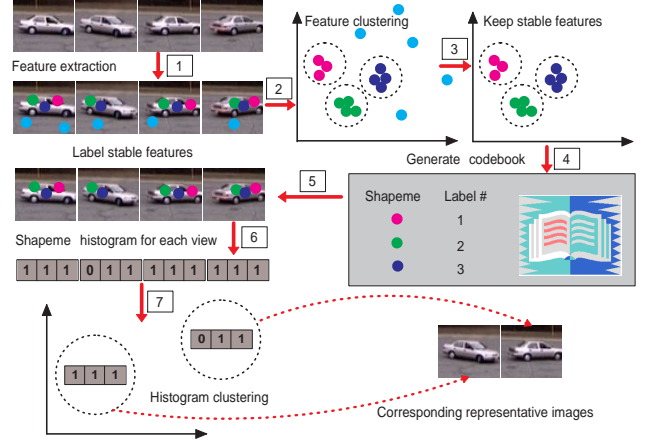 Feature clustering
Keep stable features
Feature extraction
1
2
3
Label stable features
Generate codebook
4
5
Shapeme Label #
1
2
3
6
Shapeme histogram for each view
1 1 1 0 1 1 1 1 1 1 1 1
7
0 1 1
1 1 1
Histogram clustering
Corresponding representative images